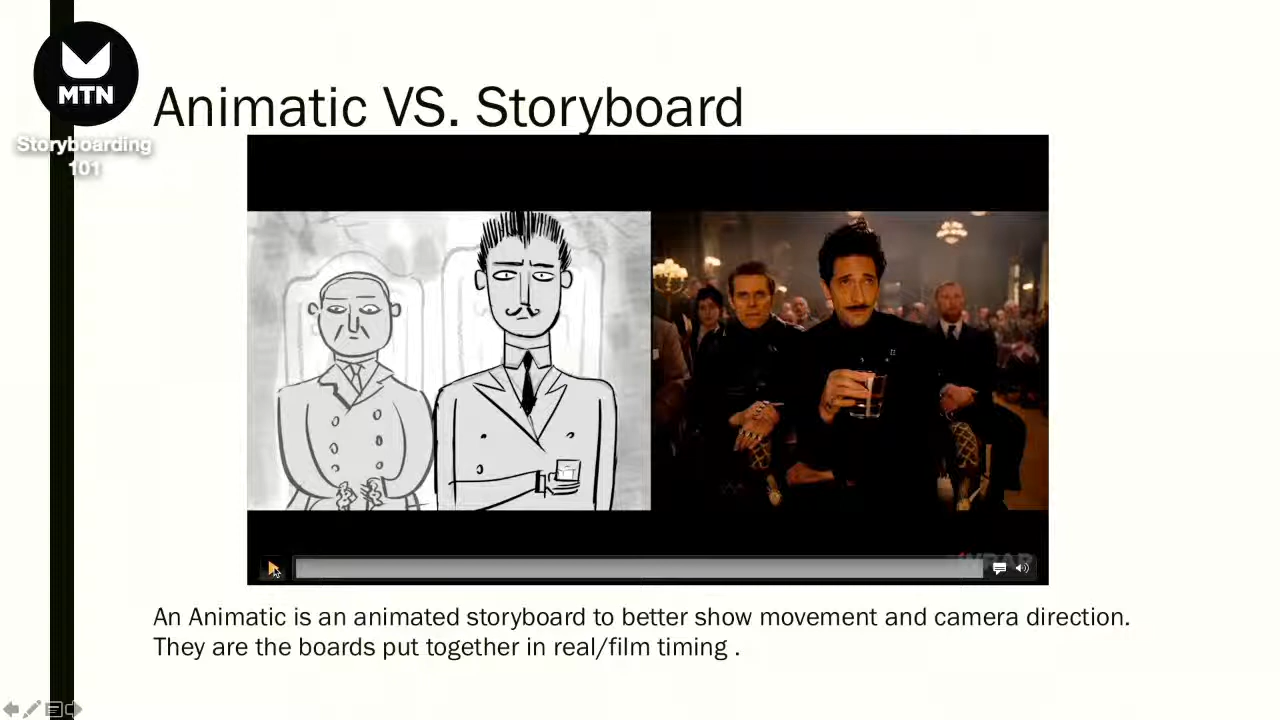 MTN
Storyboarding
101
Animatic VS. Storyboard
An Animatic is an animated storyboard to better show movement and camera direction.
They are the boards put together in real/film timing .